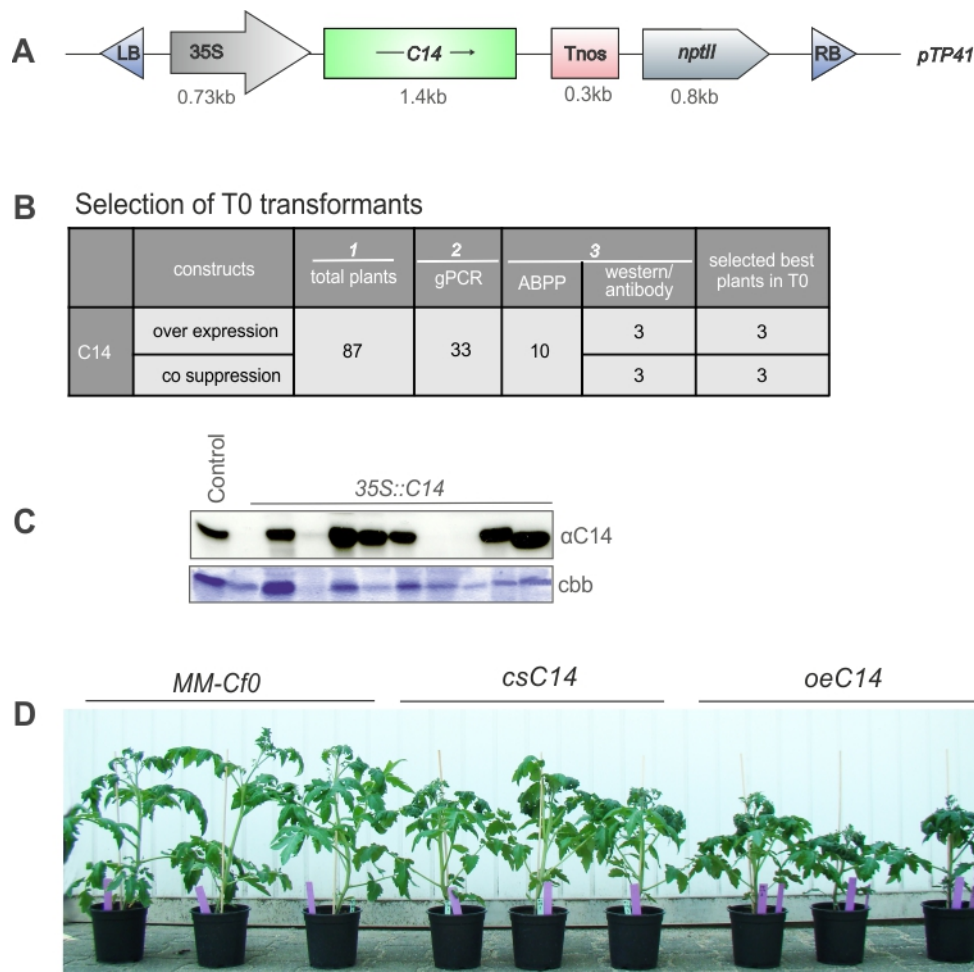 A
LB
35S
C14
Tnos
nptII
RB
pTP41
0.73kb
1.4kb
0.3kb
0.8kb
B
Selection of T0 transformants
constructs
1
total plants
2
gPCR
3
ABPP
western/
antibody
selected best
plants in T0
C14
over expression
87
33
10
3
3
co suppression
3
3
C
Control
35S::C14
αC14
cbb
D
MM-Cf0
csC14
oeC14